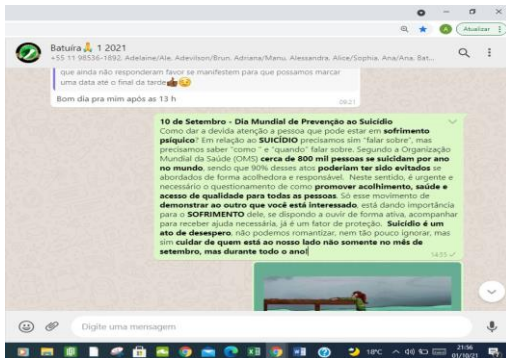 Atualizar
Batuíra 1 2021
+55 11 98536-1892, Adelaine/Ale, Adevilson/Brun, Adriana/Manu, Alessandra, Alice/Sophia, Ana/Ana, Bat...
que ainda não responderam favor se manifestem para que possamos marcar
uma data até o final da tarde
Bom dia pra mim após as 13 h
09:21
10 de Setembro - Dia Mundial de Prevenção ao Suicídio
Como dar a devida atenção a pessoa que pode estar em sofrimento
psíquico? Em relação ao SUICÍDIO precisamos sim "falar sobre", mas
precisamos saber "como " e "quando" falar sobre. Segundo a Organização
Mundial da Saúde (OMS) cerca de 800 mil pessoas se suicidam por ano
no mundo, sendo que 90% desses atos poderiam ter sido evitados se
abordados de forma acolhedora e responsável. Neste sentido, é urgente e
necessário o questionamento de como promover acolhimento, saúde e
acesso de qualidade para todas as pessoas. Só esse movimento de
demonstrar ao outro que você está interessado, está dando importância
para o SOFRIMENTO dele, se dispondo a ouvir de forma ativa, acompanhar
para receber ajuda necessária, já é um fator de proteção. Suicídio é um
ato de desespero, não podemos romantizar, nem tão pouco ignorar, mas
sim cuidar de quem está ao nosso lado não somente no mês de
setembro, mas durante todo o ano!
14:55
Digite uma mensagem
18°C
21:56
01/10/21